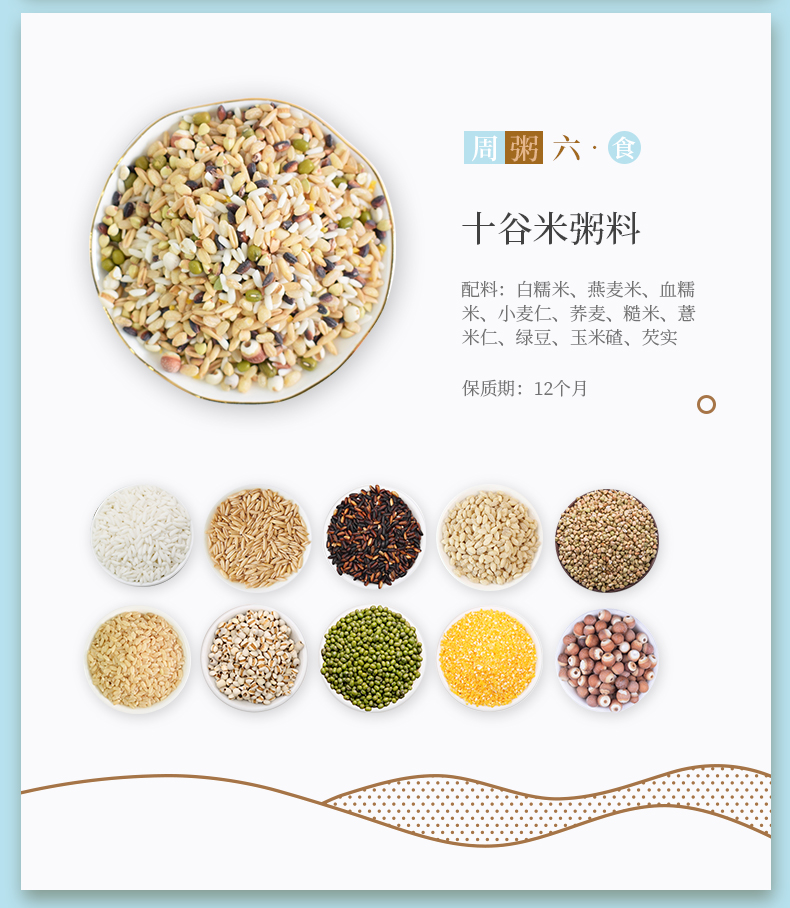 周粥六·食
十谷米粥料
配料：白糯米、燕麦米、血糯
米、小麦仁、荞麦、糙米、薏
米仁、绿豆、玉米碴、芡实
保质期：12个月